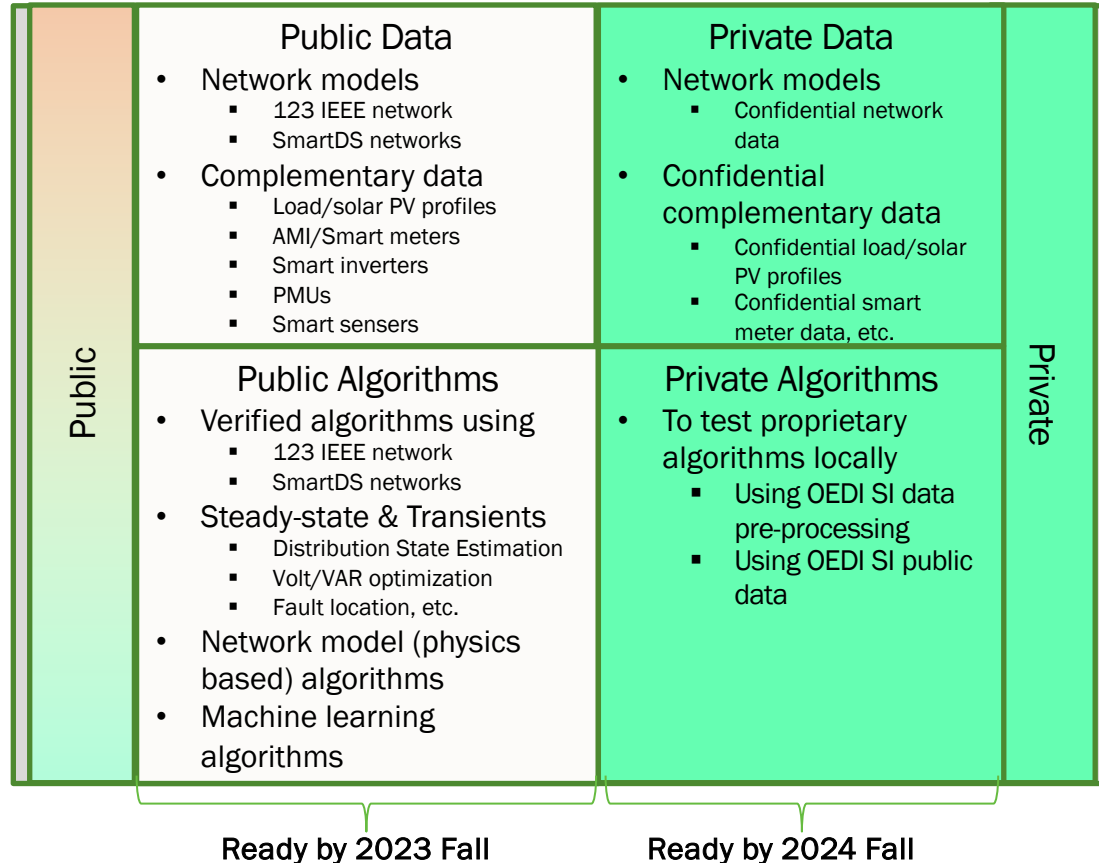 Public
Public Data
• Network models
▪ 123 IEEE network
▪ SmartDS networks
• Complementary data
▪ Load/solar PV profiles
▪ AMI/Smart meters
▪ Smart inverters
▪ PMUs
▪ Smart sensers
Private Data
• Network models
▪ Confidential network
data
• Confidential
complementary data
▪ Confidential load/solar
PV profiles
▪ Confidential smart
meter data, etc.
Public Algorithms
• Verified algorithms using
▪ 123 IEEE network
▪ SmartDS networks
• Steady-state & Transients
▪ Distribution State Estimation
▪ Volt/VAR optimization
▪ Fault location, etc.
• Network model (physics
based) algorithms
• Machine learning
algorithms
Private Algorithms
• To test proprietary
algorithms locally
▪ Using OEDI SI data
pre-processing
▪ Using OEDI SI public
data
Private
Ready by 2023 Fall
Ready by 2024 Fall